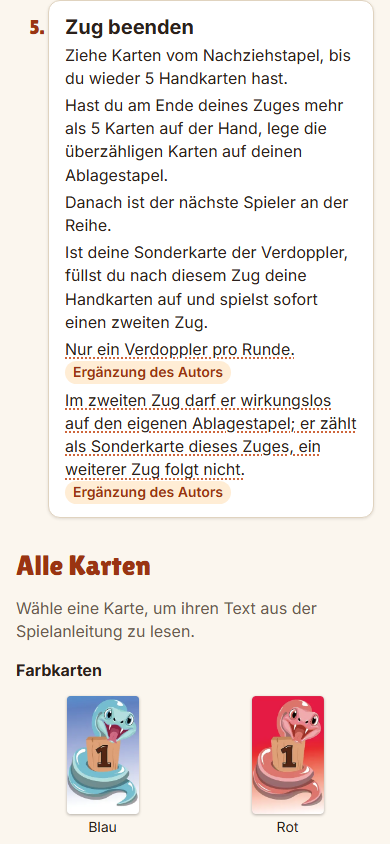 5. Zug beenden
Ziehe Karten vom Nachziehstapel, bis
du wieder 5 Handkarten hast.
Hast du am Ende deines Zuges mehr
als 5 Karten auf der Hand, lege die
überzähligen Karten auf deinen
Ablagestapel.
Danach ist der nächste Spieler an der
Reihe.
Ist deine Sonderkarte der Verdoppler,
füllst du nach diesem Zug deine
Handkarten auf und spielst sofort
einen zweiten Zug.
Nur ein Verdoppler pro Runde.
Ergänzung des Autors
Im zweiten Zug darf er wirkungslos
auf den eigenen Ablagestapel; er zählt
als Sonderkarte dieses Zuges, ein
weiterer Zug folgt nicht.
Ergänzung des Autors
Alle Karten
Wähle eine Karte, um ihren Text aus der
Spielanleitung zu lesen.
Farbkarten
1 1
Blau Rot